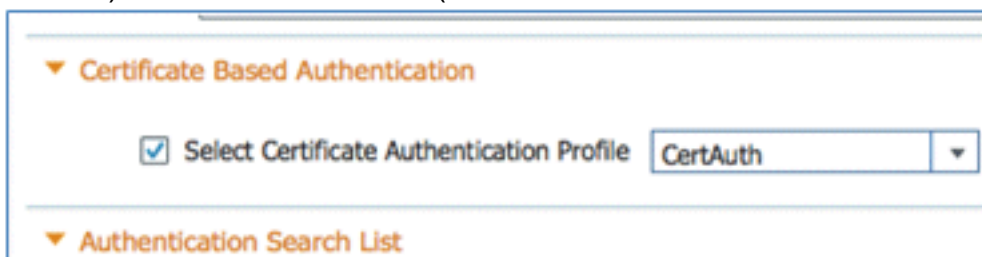 Certificate Based Authentication
Select Certificate Authentication Profile CertAuth
Authentication Search List